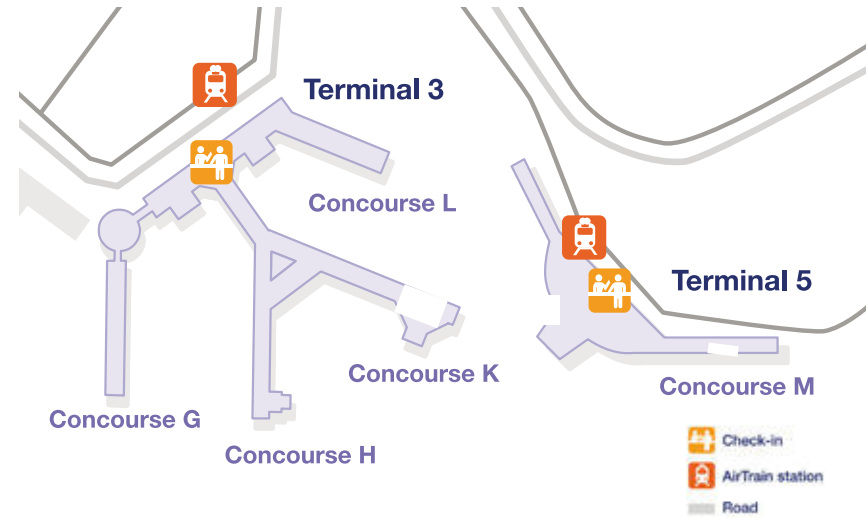 Terminal 3
Concourse L
Terminal 5
Concourse K
Concourse M
Concourse G
Concourse H
Check-in
AirTrain station
Road